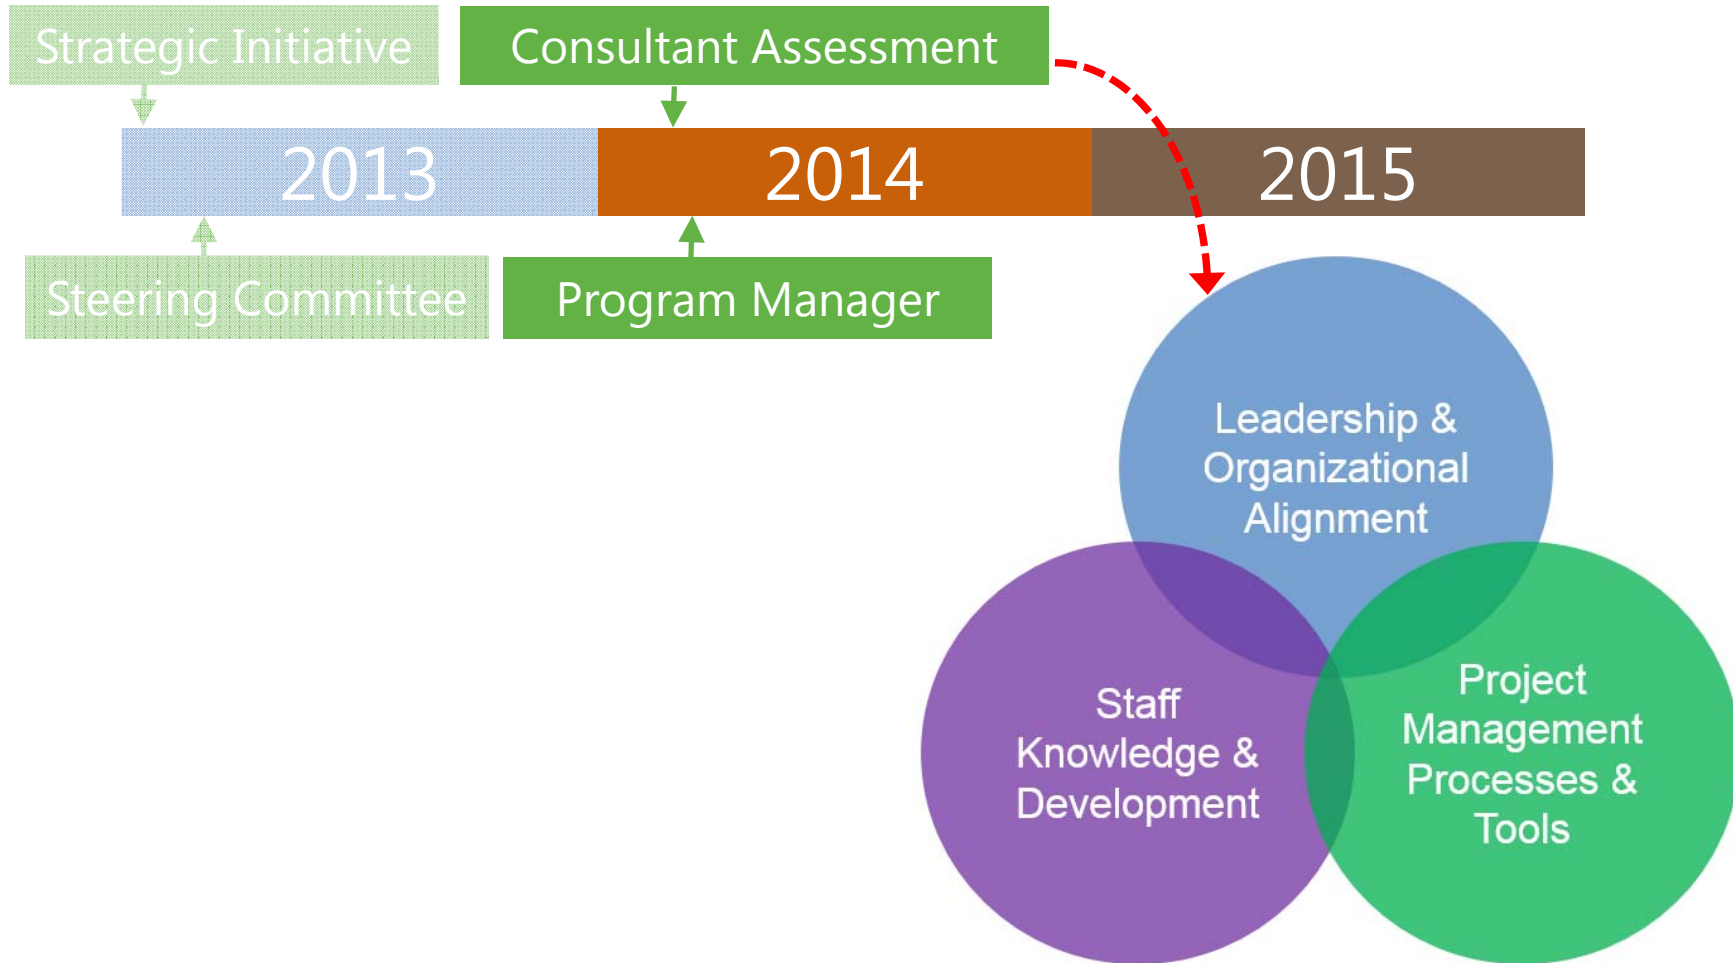 Strategic Initiative
Consultant Assessment
2013
2014
2015
Steering Committee
Program Manager
Leadership &
Organizational
Alignment
Staff
Knowledge &
Development
Project
Management
Processes &
Tools